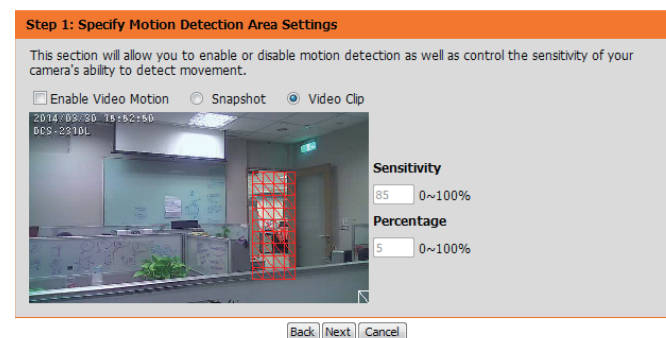 Step 1: Specify Motion Detection Area Settings
This section will allow you to enable or disable motion detection as well as control the sensitivity of your
camera's ability to detect movement.
Enable Video Motion Snapshot Video Clip
2014/03/30 15:52:50
DCS-2310L
Sensitivity
85 0~100%
Percentage
5 0~100%
Back Next Cancel